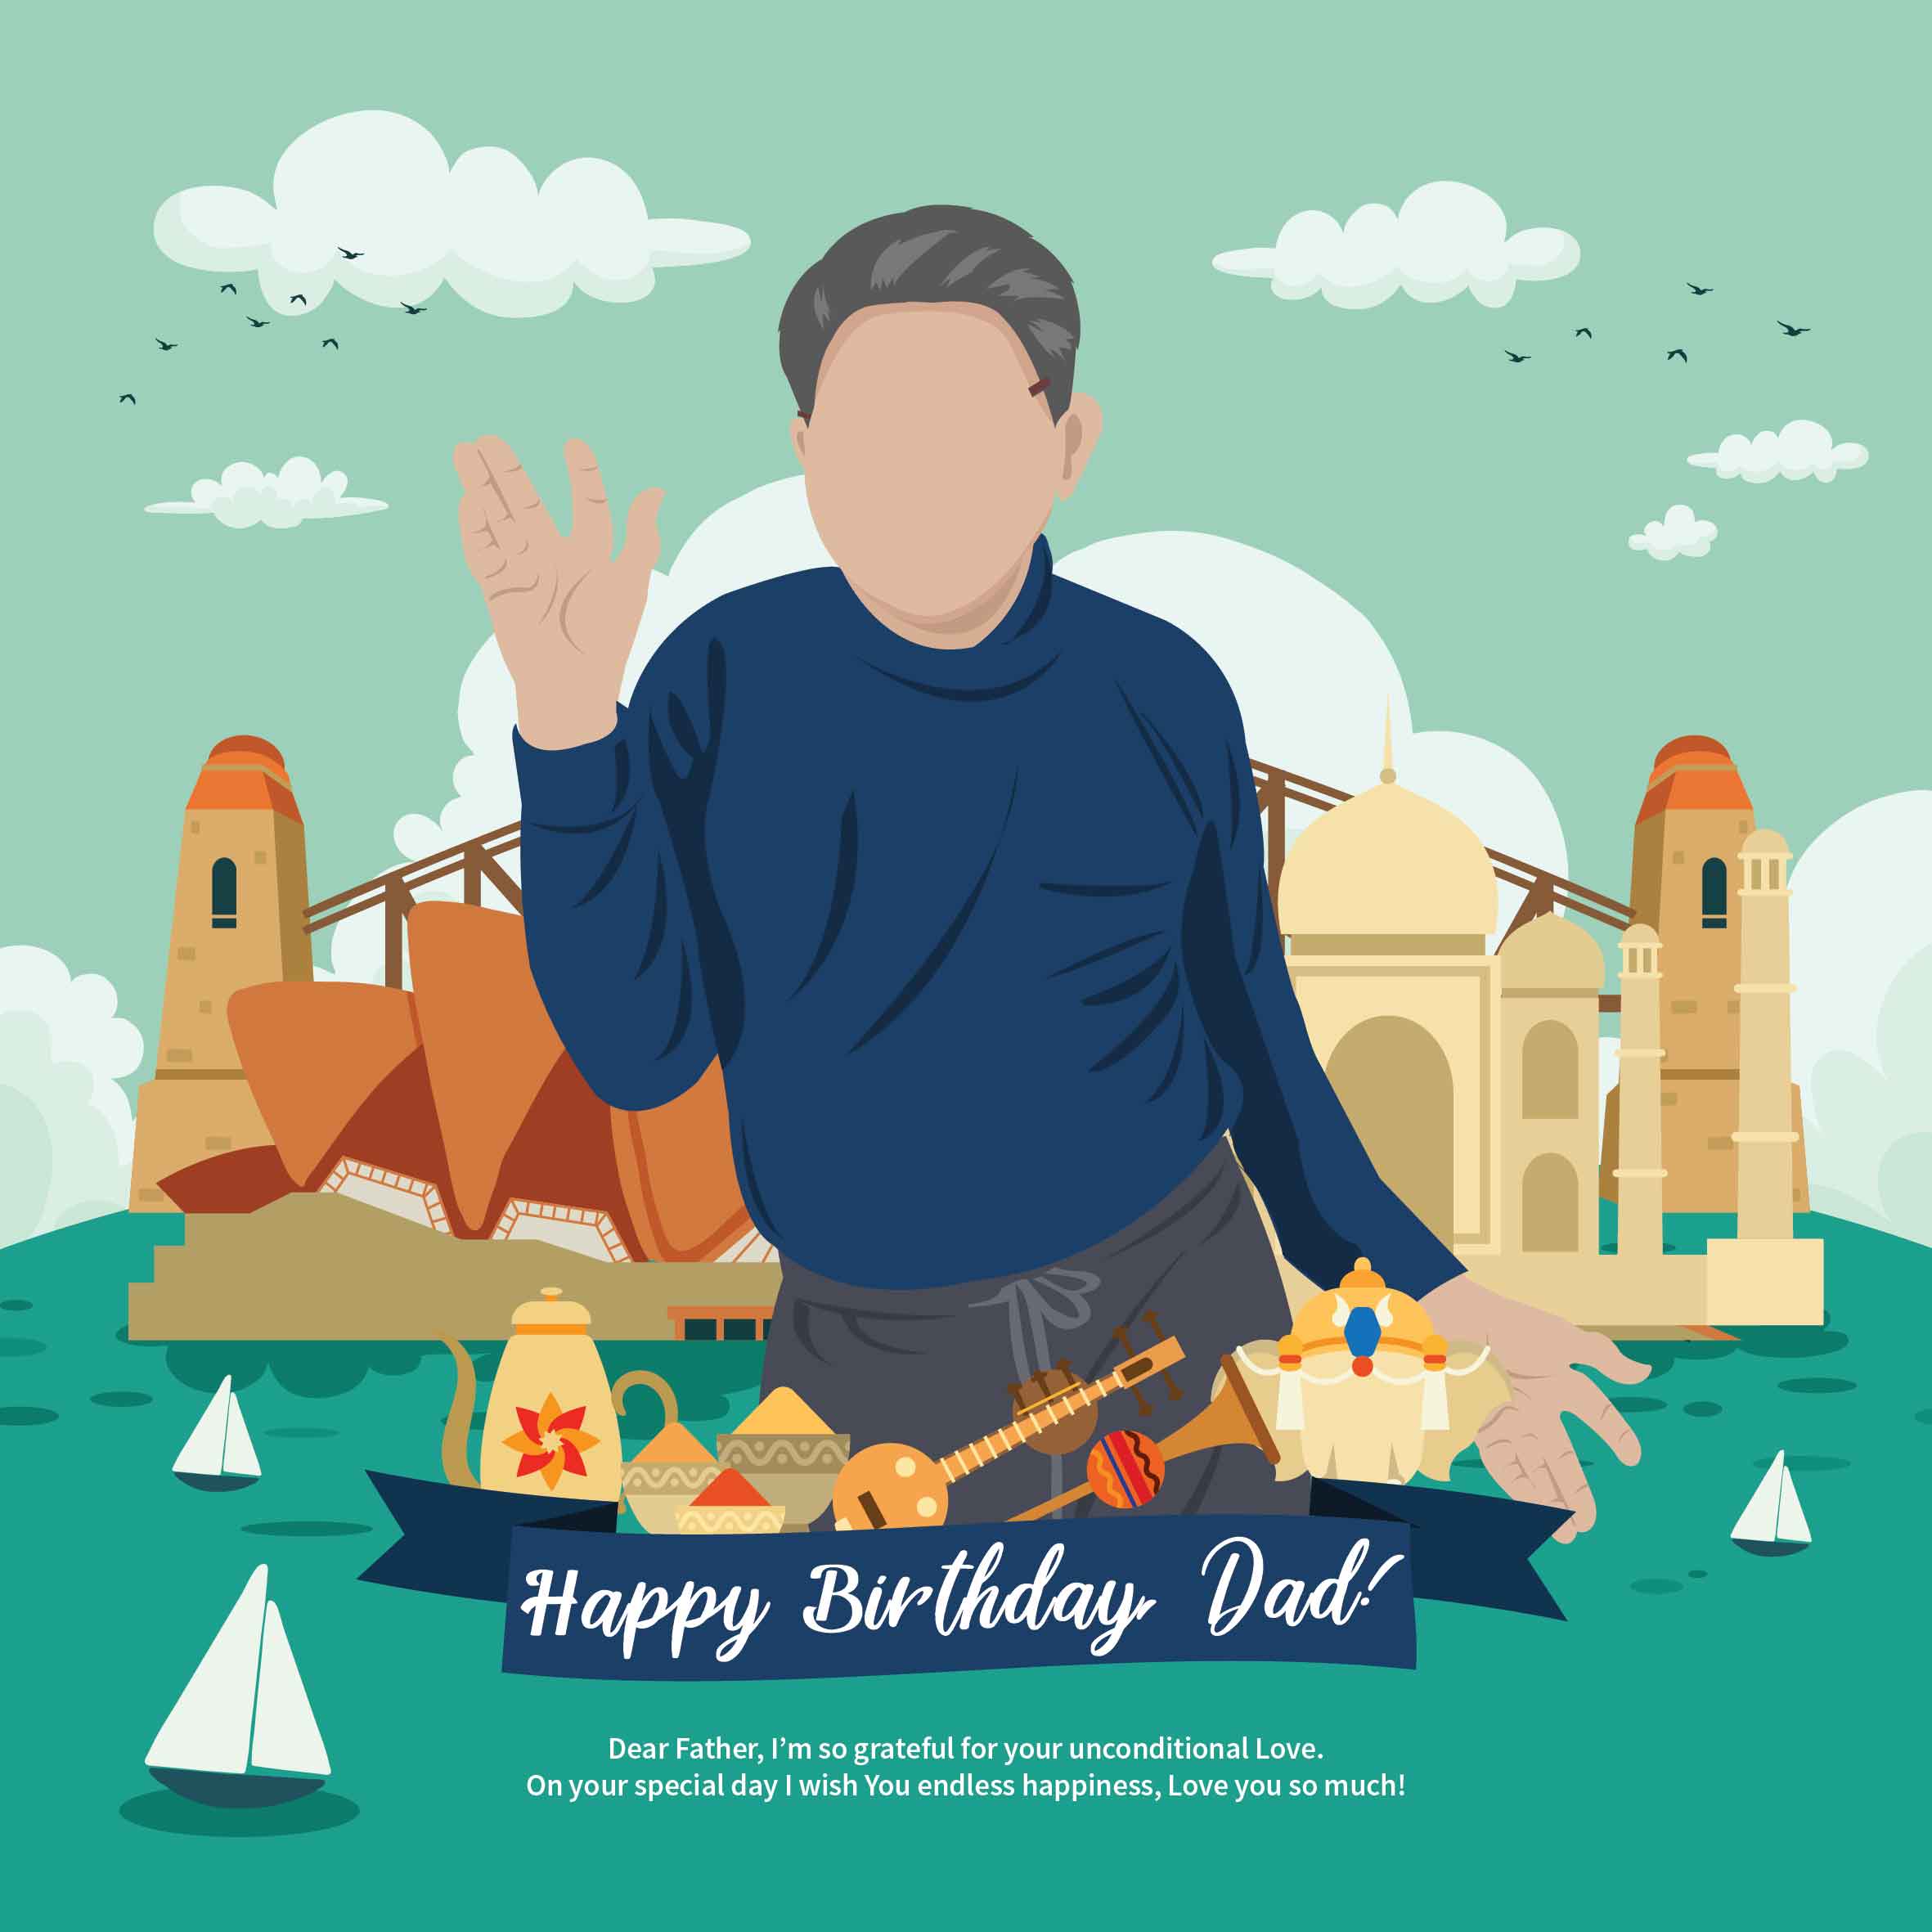 Happy Birthday Dad!
Dear Father, I'm so grateful for your unconditional Love.
On your special day I wish You endless happiness, Love you so much!